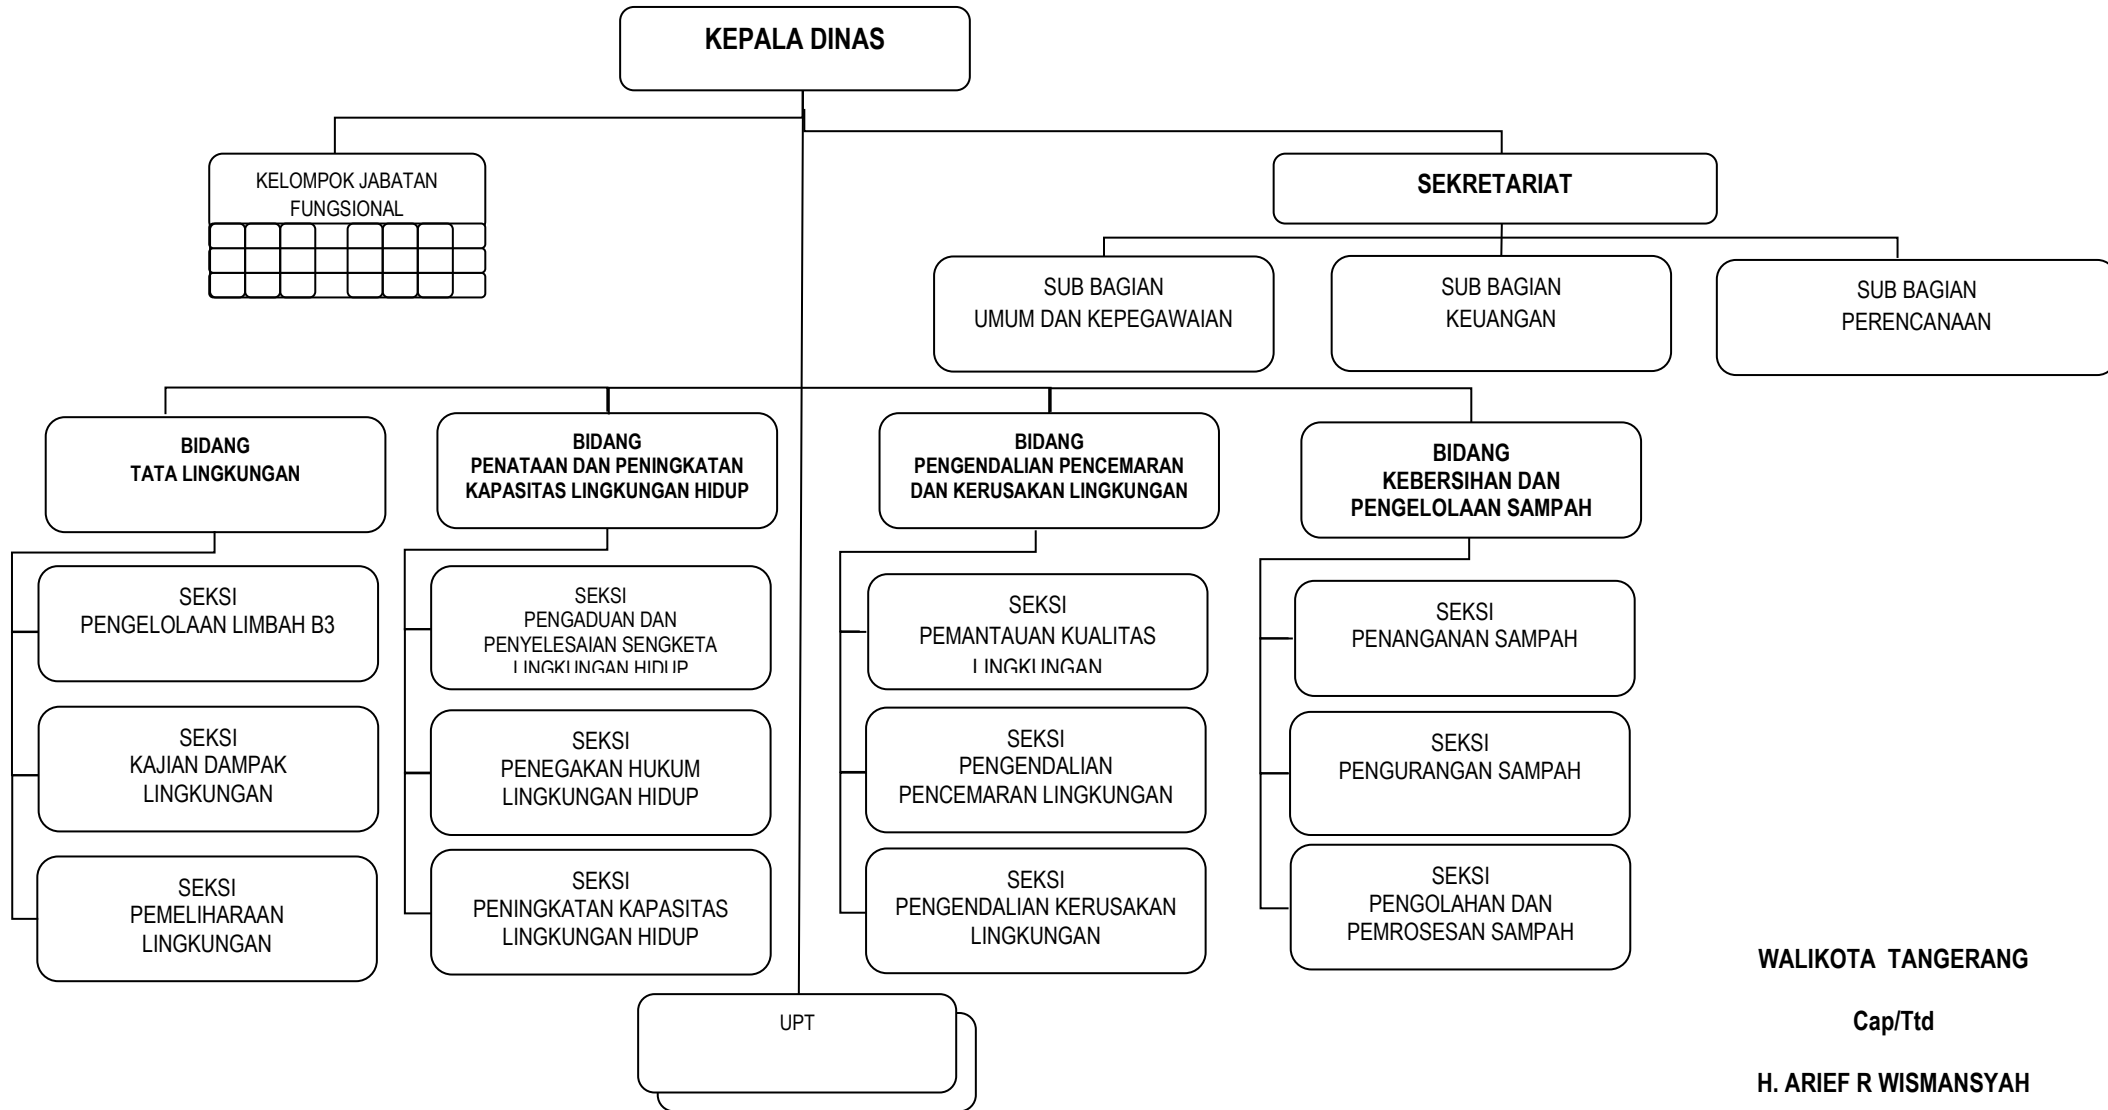 KEPALA DINAS
KELOMPOK JABATAN
FUNGSIONAL
SEKRETARIAT
SUB BAGIAN
UMUM DAN KEPEGAWAIAN
SUB BAGIAN
KEUANGAN
SUB BAGIAN
PERENCANAAN
BIDANG
TATA LINGKUNGAN
BIDANG
PENATAAN DAN PENINGKATAN
KAPASITAS LINGKUNGAN HIDUP
BIDANG
PENGENDALIAN PENCEMARAN
DAN KERUSAKAN LINGKUNGAN
BIDANG
KEBERSIHAN DAN
PENGELOLAAN SAMPAH
SEKSI
PENGELOLAAN LIMBAH B3
SEKSI
PENGADUAN DAN
PENYELESAIAN SENGKETA
LINGKUNGAN HIDUP
SEKSI
PEMANTAUAN KUALITAS
LINGKUNGAN
SEKSI
PENANGANAN SAMPAH
SEKSI
KAJIAN DAMPAK
LINGKUNGAN
SEKSI
PENEGAKAN HUKUM
LINGKUNGAN HIDUP
SEKSI
PENGENDALIAN
PENCEMARAN LINGKUNGAN
SEKSI
PENGURANGAN SAMPAH
SEKSI
PEMELIHARAAN
LINGKUNGAN
SEKSI
PENINGKATAN KAPASITAS
LINGKUNGAN HIDUP
SEKSI
PENGENDALIAN KERUSAKAN
LINGKUNGAN
SEKSI
PENGOLAHAN DAN
PEMROSESAN SAMPAH
UPT
WALIKOTA TANGERANG
Cap/Ttd
H. ARIEF R WISMANSYAH